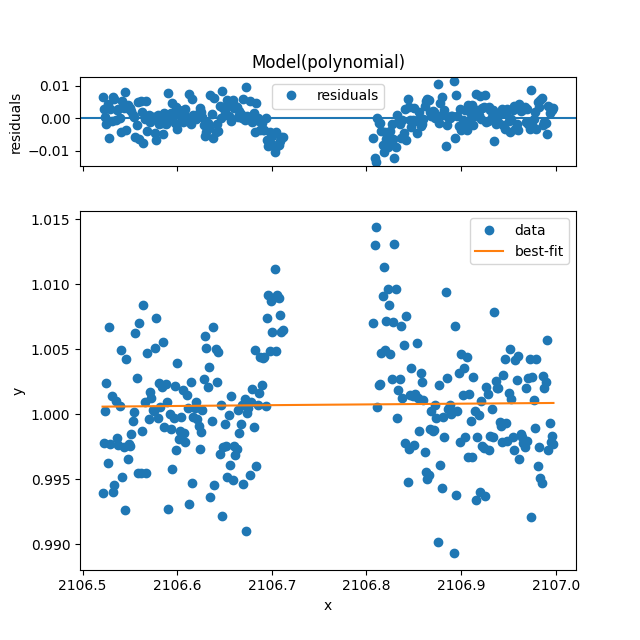 Model(polynomial)
residuals
0.01
0.00
−0.01
residuals
1.015
1.010
1.005
1.000
0.995
0.990
y
data
best-fit
2106.5 2106.6 2106.7 2106.8 2106.9 2107.0
x